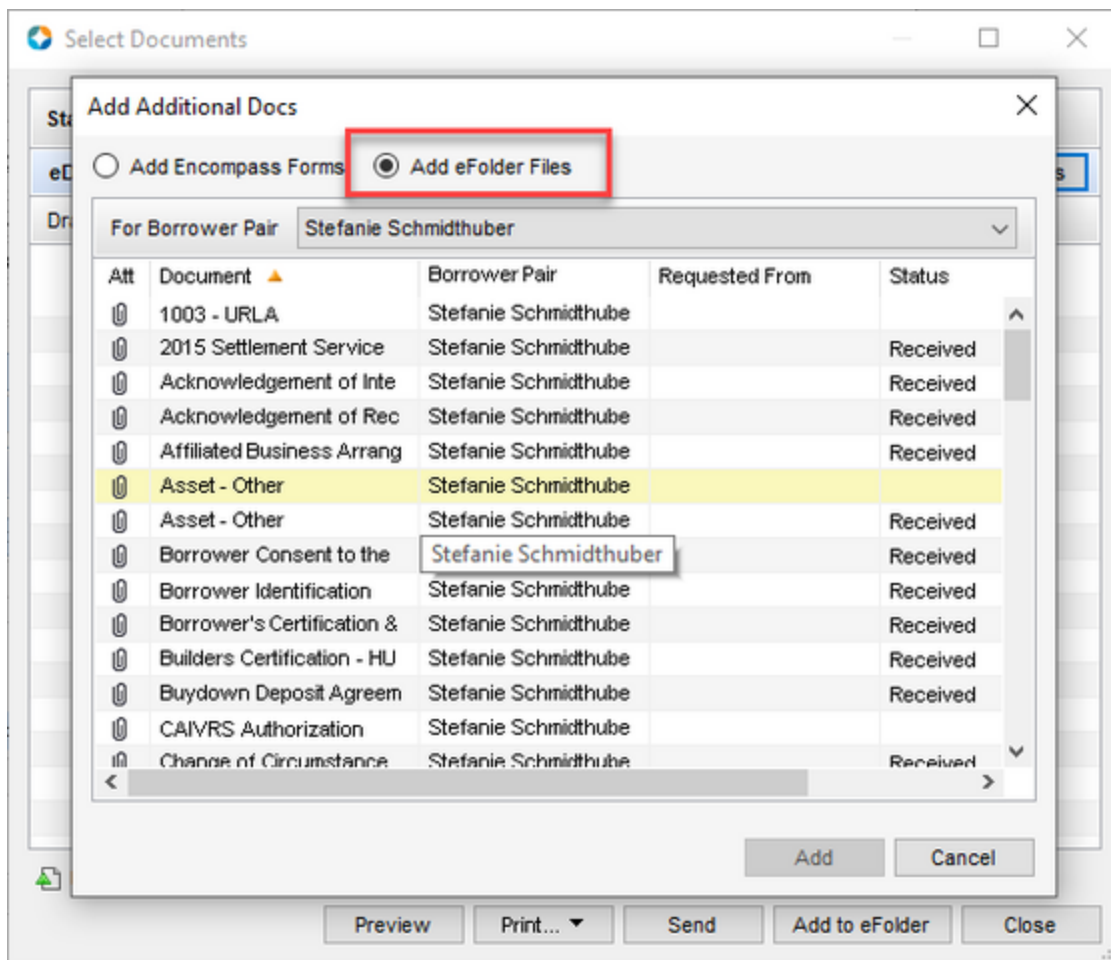 Select Documents
Add Additional Docs
Sta
Add Encompass Forms Add eFolder Files
eD s
Dra For Borrower Pair Stefanie Schmidthuber
Att Document Borrower Pair Requested From Status
1003 - URLA Stefanie Schmidthube
2015 Settlement Service Stefanie Schmidthube Received
Acknowledgement of Inte Stefanie Schmidthube Received
Acknowledgement of Rec Stefanie Schmidthube Received
Affiliated Business Arrang Stefanie Schmidthube Received
Asset - Other Stefanie Schmidthube
Asset - Other Stefanie Schmidthube Received
Borrower Consent to the Stefanie Schmidthuber Received
Borrower Identification Stefanie Schmidthube Received
Borrower's Certification & Stefanie Schmidthube Received
Builders Certification - HU Stefanie Schmidthube Received
Buydown Deposit Agreem Stefanie Schmidthube Received
CAIVRS Authorization Stefanie Schmidthube
Change of Circumstance Stefanie Schmidthube Received
Add Cancel
Preview Print... Send Add to eFolder Close